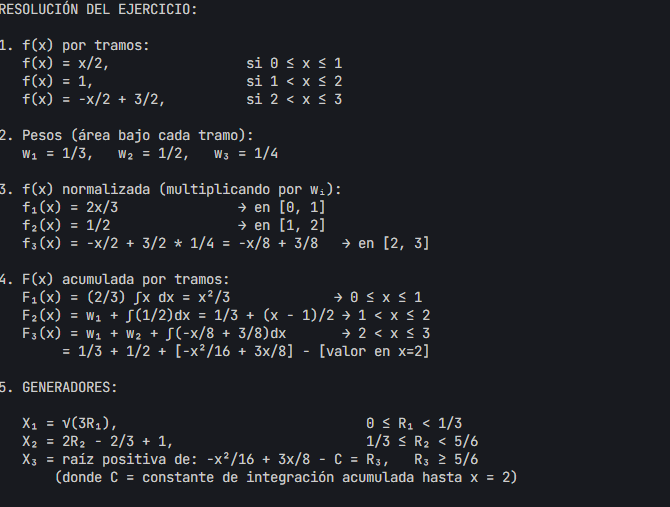 RESOLUCIÓN DEL EJERCICIO:
1. f(x) por tramos:
f(x) = x/2, si 0 ≤ x ≤ 1
f(x) = 1, si 1 < x ≤ 2
f(x) = -x/2 + 3/2, si 2 < x ≤ 3
2. Pesos (área bajo cada tramo):
w₁ = 1/3, w₂ = 1/2, w₃ = 1/4
3. f(x) normalizada (multiplicando por wᵢ):
f₁(x) = 2x/3 → en [0, 1]
f₂(x) = 1/2 → en [1, 2]
f₃(x) = -x/2 + 3/2 * 1/4 = -x/8 + 3/8 → en [2, 3]
4. F(x) acumulada por tramos:
F₁(x) = (2/3) ∫x dx = x²/3 → 0 ≤ x ≤ 1
F₂(x) = w₁ + ∫(1/2)dx = 1/3 + (x - 1)/2 → 1 < x ≤ 2
F₃(x) = w₁ + w₂ + ∫(-x/8 + 3/8)dx → 2 < x ≤ 3
= 1/3 + 1/2 + [-x²/16 + 3x/8] - [valor en x=2]
5. GENERADORES:
X₁ = √(3R₁), 0 ≤ R₁ < 1/3
X₂ = 2R₂ - 2/3 + 1, 1/3 ≤ R₂ < 5/6
X₃ = raíz positiva de: -x²/16 + 3x/8 - C = R₃, R₃ ≥ 5/6
(donde C = constante de integración acumulada hasta x = 2)